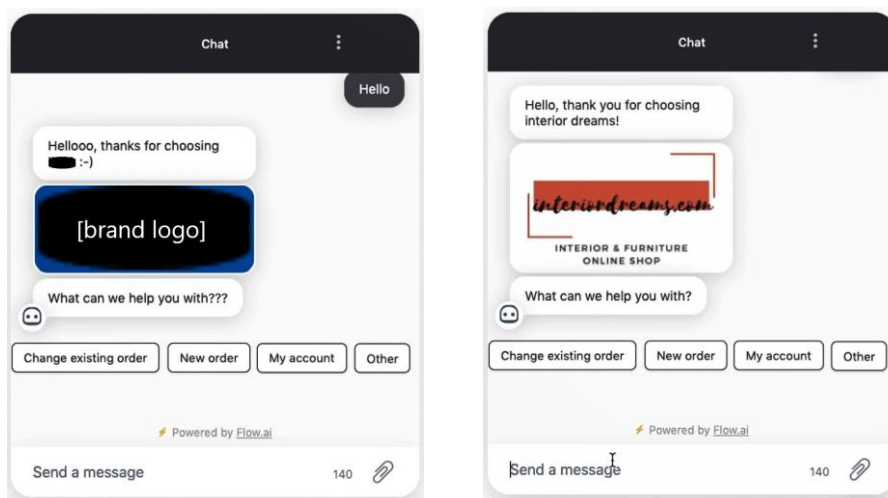 Chat
Hello
Hellooo, thanks for choosing
:-)
[brand logo]
What can we help you with???
Change existing order New order My account Other
⚡ Powered by Flow.ai
Send a message 140
Chat
Hello, thank you for choosing
interior dreams!
interiordreams.com
INTERIOR & FURNITURE
ONLINE SHOP
What can we help you with?
Change existing order New order My account Other
⚡ Powered by Flow.ai
Send a message 140